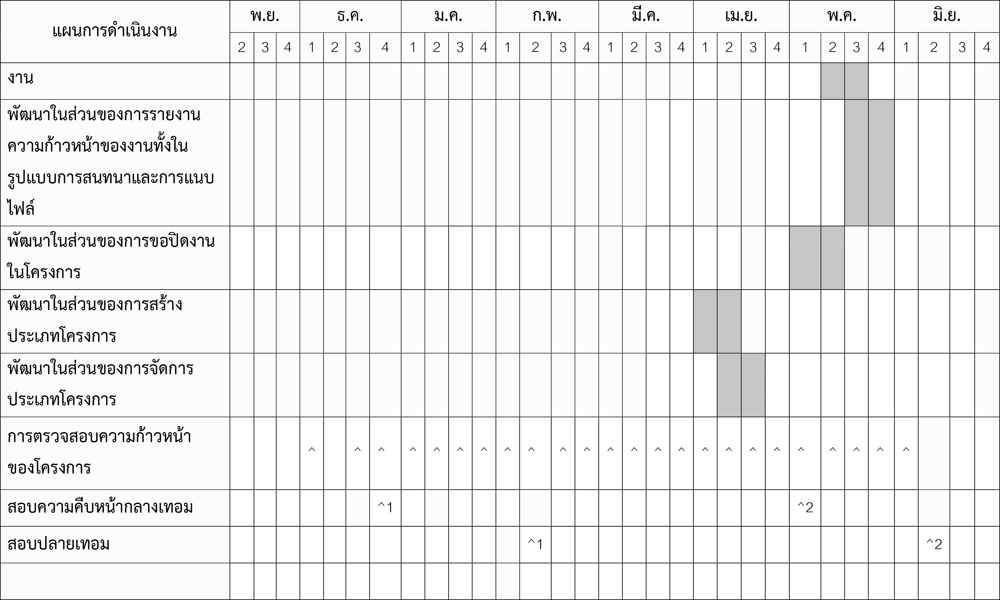 แผนการดำเนินงาน พ.ย. ธ.ค. ม.ค. ก.พ. มี.ค. เม.ย. พ.ค. มิ.ย.
2 3 4 1 2 3 4 1 2 3 4 1 2 3 4 1 2 3 4 1 2 3 4 1 2 3 4 1 2 3 4
งาน
พัฒนาในส่วนของการรายงาน
ความก้าวหน้าของงานทั้งใน
รูปแบบการสนทนาและการแนบ
ไฟล์
พัฒนาในส่วนของการขอปิดงาน
ในโครงการ
พัฒนาในส่วนของการสร้าง
ประเภทโครงการ
พัฒนาในส่วนของการจัดการ
ประเภทโครงการ
การตรวจสอบความก้าวหน้า
ของโครงการ
^ ^ ^ ^ ^ ^ ^ ^ ^ ^ ^ ^ ^ ^ ^ ^ ^ ^ ^ ^ ^ ^ ^ ^
สอบความคืบหน้ากลางเทอม ^1 ^2
สอบปลายเทอม ^1 ^2